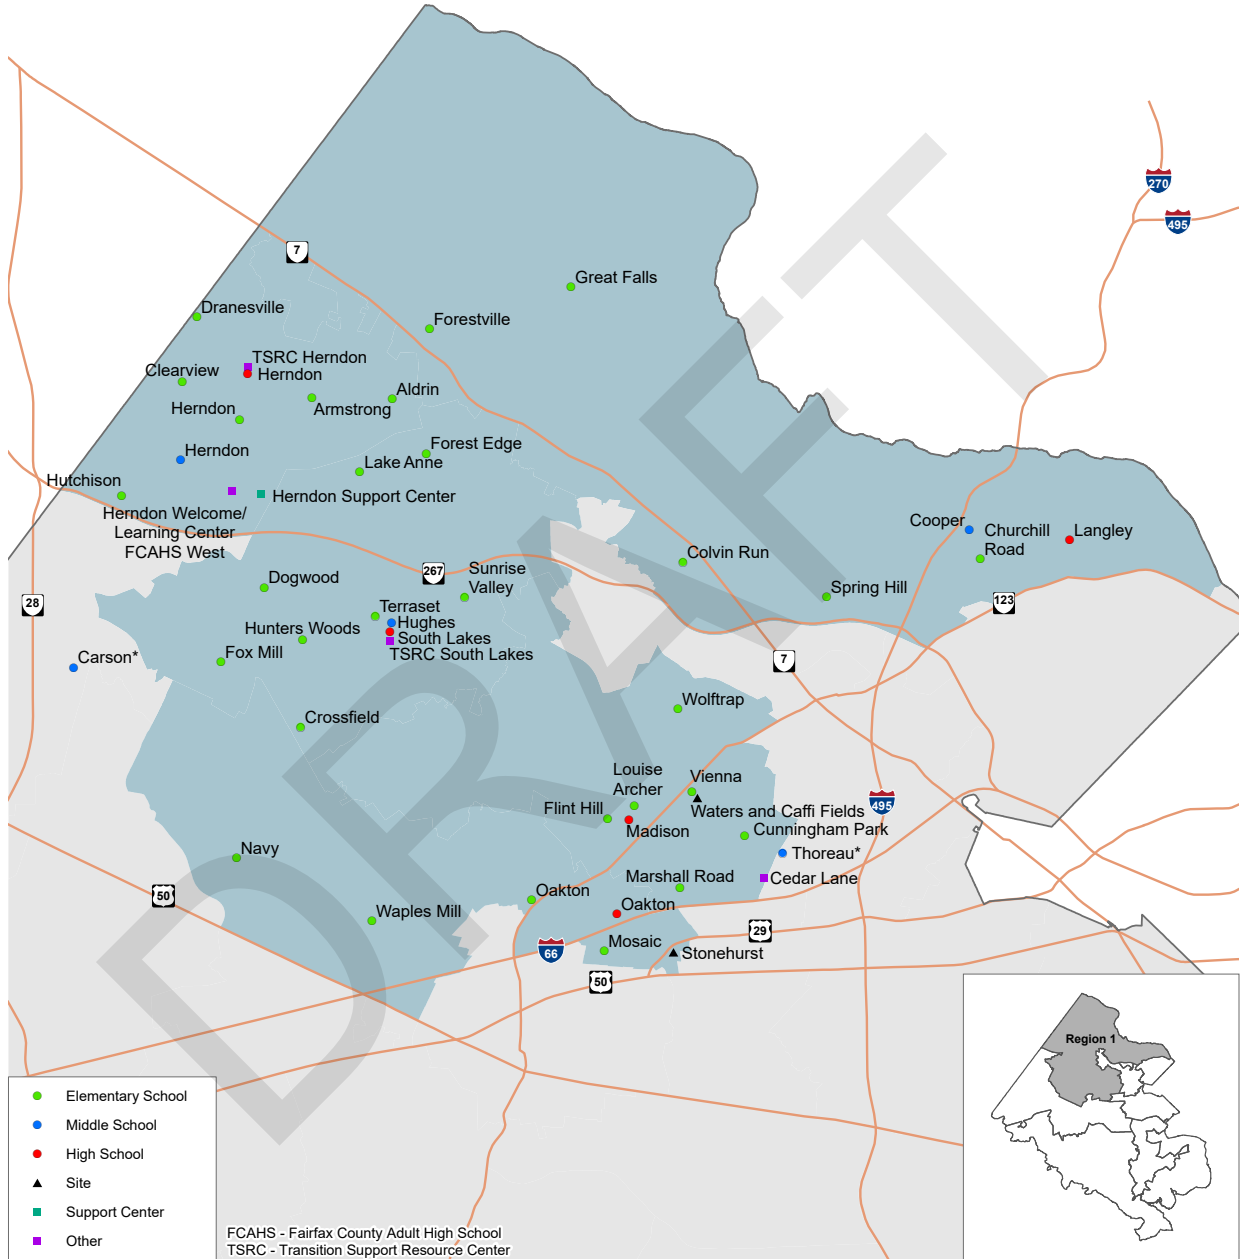 270
495
7
Great Falls
Dranesville
Forestville
TSRC Herndon
Clearview
Herndon
Aldrin
Herndon
Armstrong
Forest Edge
Herndon
Lake Anne
Hutchison
Herndon Support Center
Herndon Welcome/
Learning Center
FCAHS West
Cooper
Churchill
Road
Langley
Colvin Run
267
Sunrise
Valley
Dogwood
Spring Hill
123
28
Terraset
Hughes
Hunters Woods
South Lakes
TSRC South Lakes
Fox Mill
Carson*
7
Wolftrap
Crossfield
Louise
Archer
Vienna
Flint Hill
Waters and Caffi Fields
495
Madison
Cunningham Park
Thoreau*
Navy
Marshall Road
Cedar Lane
50
Oakton
Oakton
Waples Mill
29
Mosaic
66
Stonehurst
50
DRAFT
Region 1
Elementary School
Middle School
High School
Site
Support Center
Other
FCAHS - Fairfax County Adult High School
TSRC - Transition Support Resource Center